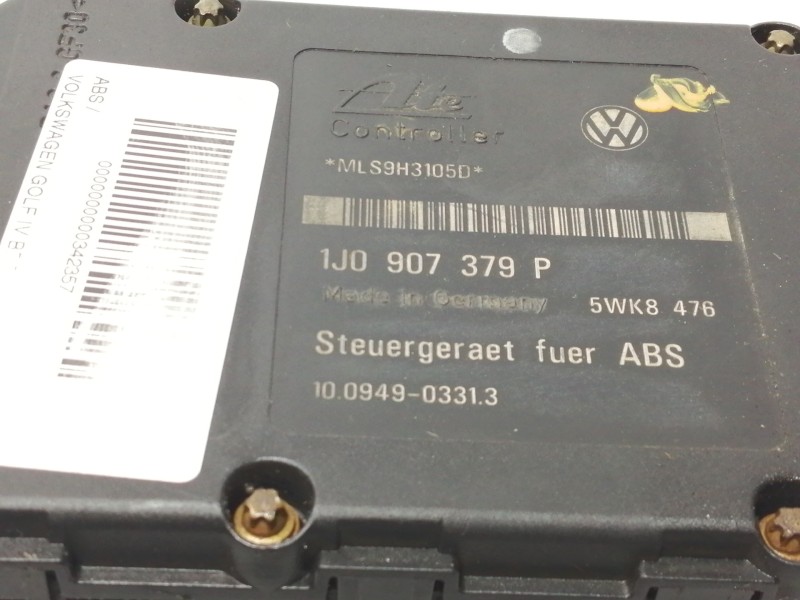 Ate
Controller
*MLS9H3105D*
1J0 907 379 P
Made in Germany
5WK8 476
Steuergeraet fuer ABS
10.0949-0331.3
ABS /
VOLKSWAGEN GOLF IV